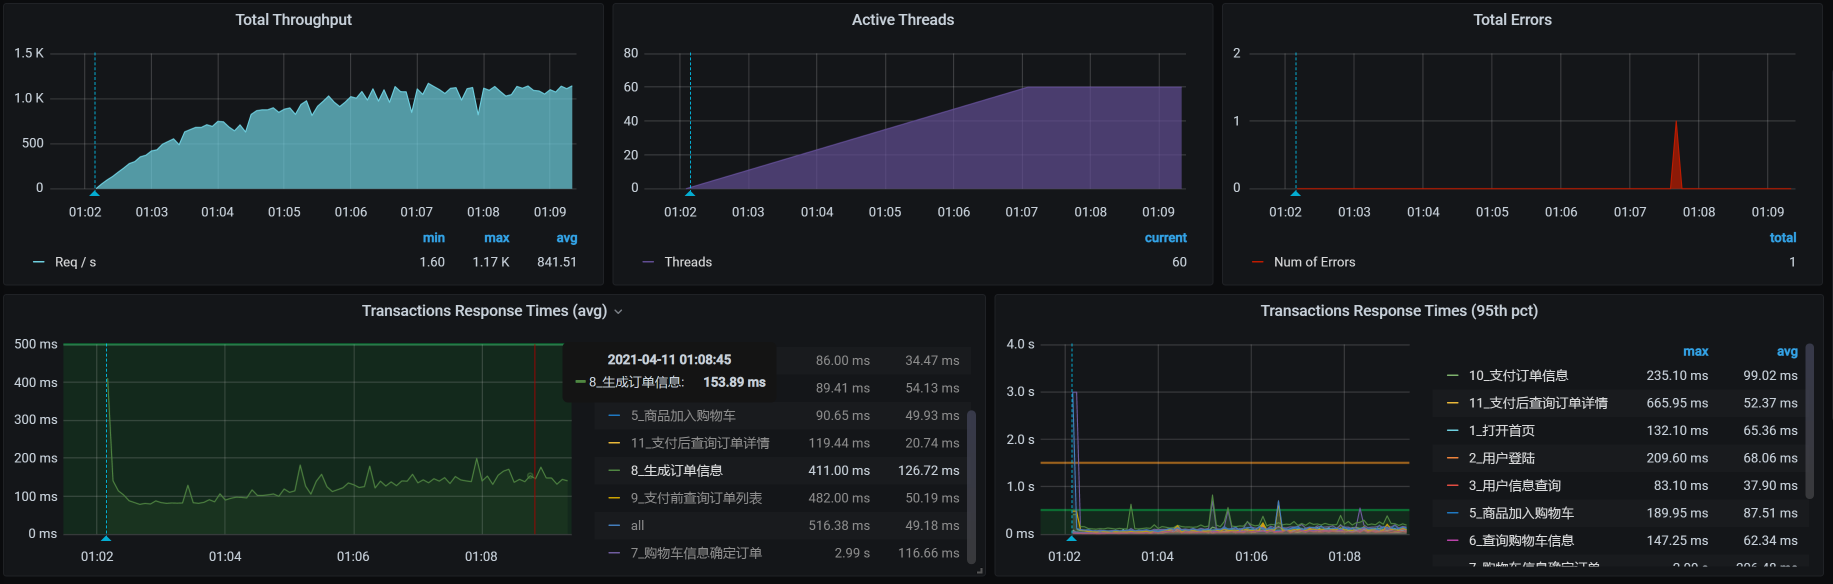 Total Throughput
1.5 K
1.0 K
500
0
01:02 01:03 01:04 01:05 01:06 01:07 01:08 01:09
min max avg
Req / s 1.60 1.17 K 841.51
Active Threads
80
60
40
20
0
01:02 01:03 01:04 01:05 01:06 01:07 01:08 01:09
current
Threads 60
Total Errors
2
1
0
01:02 01:03 01:04 01:05 01:06 01:07 01:08 01:09
total
Num of Errors 1
Transactions Response Times (avg)
500 ms
400 ms
300 ms
200 ms
100 ms
0 ms
01:02 01:04 01:06 01:08
2021-04-11 01:08:45
8_生成订单信息: 153.89 ms
86.00 ms 34.47 ms
89.41 ms 54.13 ms
5_商品加入购物车 90.65 ms 49.93 ms
11_支付后查询订单详情 119.44 ms 20.74 ms
8_生成订单信息 411.00 ms 126.72 ms
9_支付前查询订单列表 482.00 ms 50.19 ms
all 516.38 ms 49.18 ms
7_购物车信息确定订单 2.99 s 116.66 ms
Transactions Response Times (95th pct)
4.0 s
3.0 s
2.0 s
1.0 s
0 ms
01:02 01:04 01:06 01:08
max avg
10_支付订单信息 235.10 ms 99.02 ms
11_支付后查询订单详情 665.95 ms 52.37 ms
1_打开首页 132.10 ms 65.36 ms
2_用户登陆 209.60 ms 68.06 ms
3_用户信息查询 83.10 ms 37.90 ms
5_商品加入购物车 189.95 ms 87.51 ms
6_查询购物车信息 147.25 ms 62.34 ms
7_购物车信息确定订单